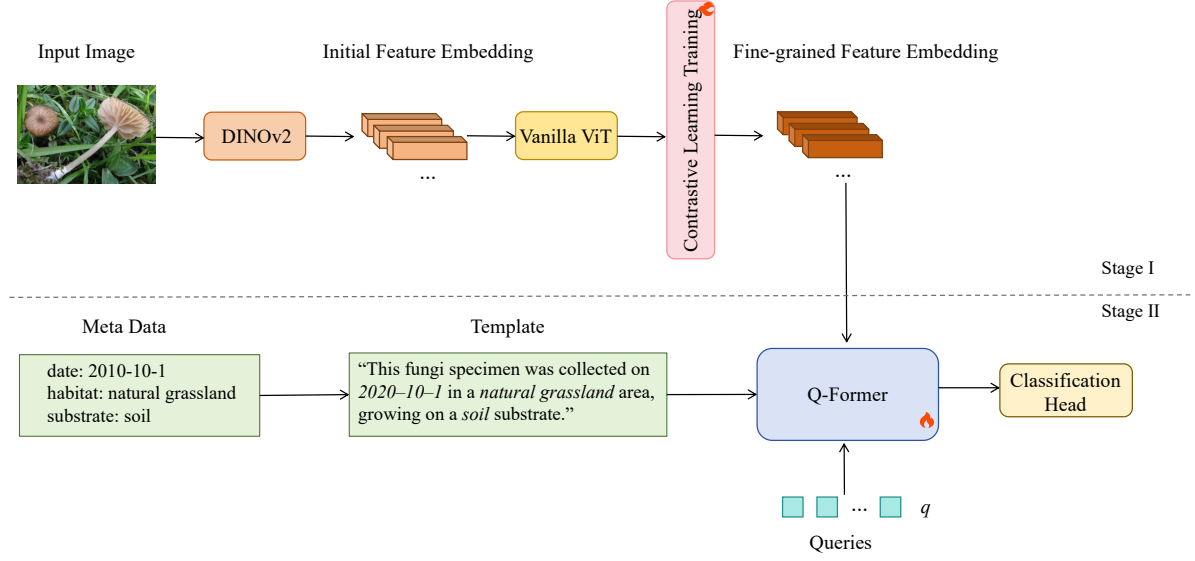 Input Image
Initial Feature Embedding
Fine-grained Feature Embedding
DINOv2
...
Vanilla ViT
Contrastive Learning Training
...
Stage I
Stage II
Meta Data
Template
date: 2010-10-1
habitat: natural grassland
substrate: soil
“This fungi specimen was collected on
2020–10–1 in a natural grassland area,
growing on a soil substrate.”
Q-Former
Classification
Head
... q
Queries